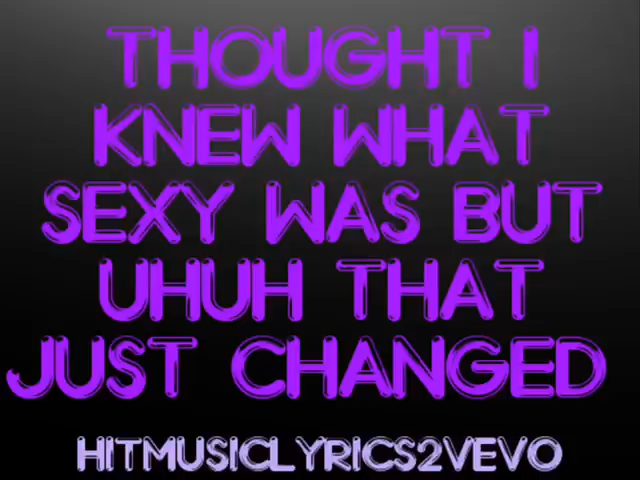 THOUGHT I
KNEW WHAT
SEXY WAS BUT
UHUH THAT
JUST CHANGED
HITMUSICLYRICS2VEVO